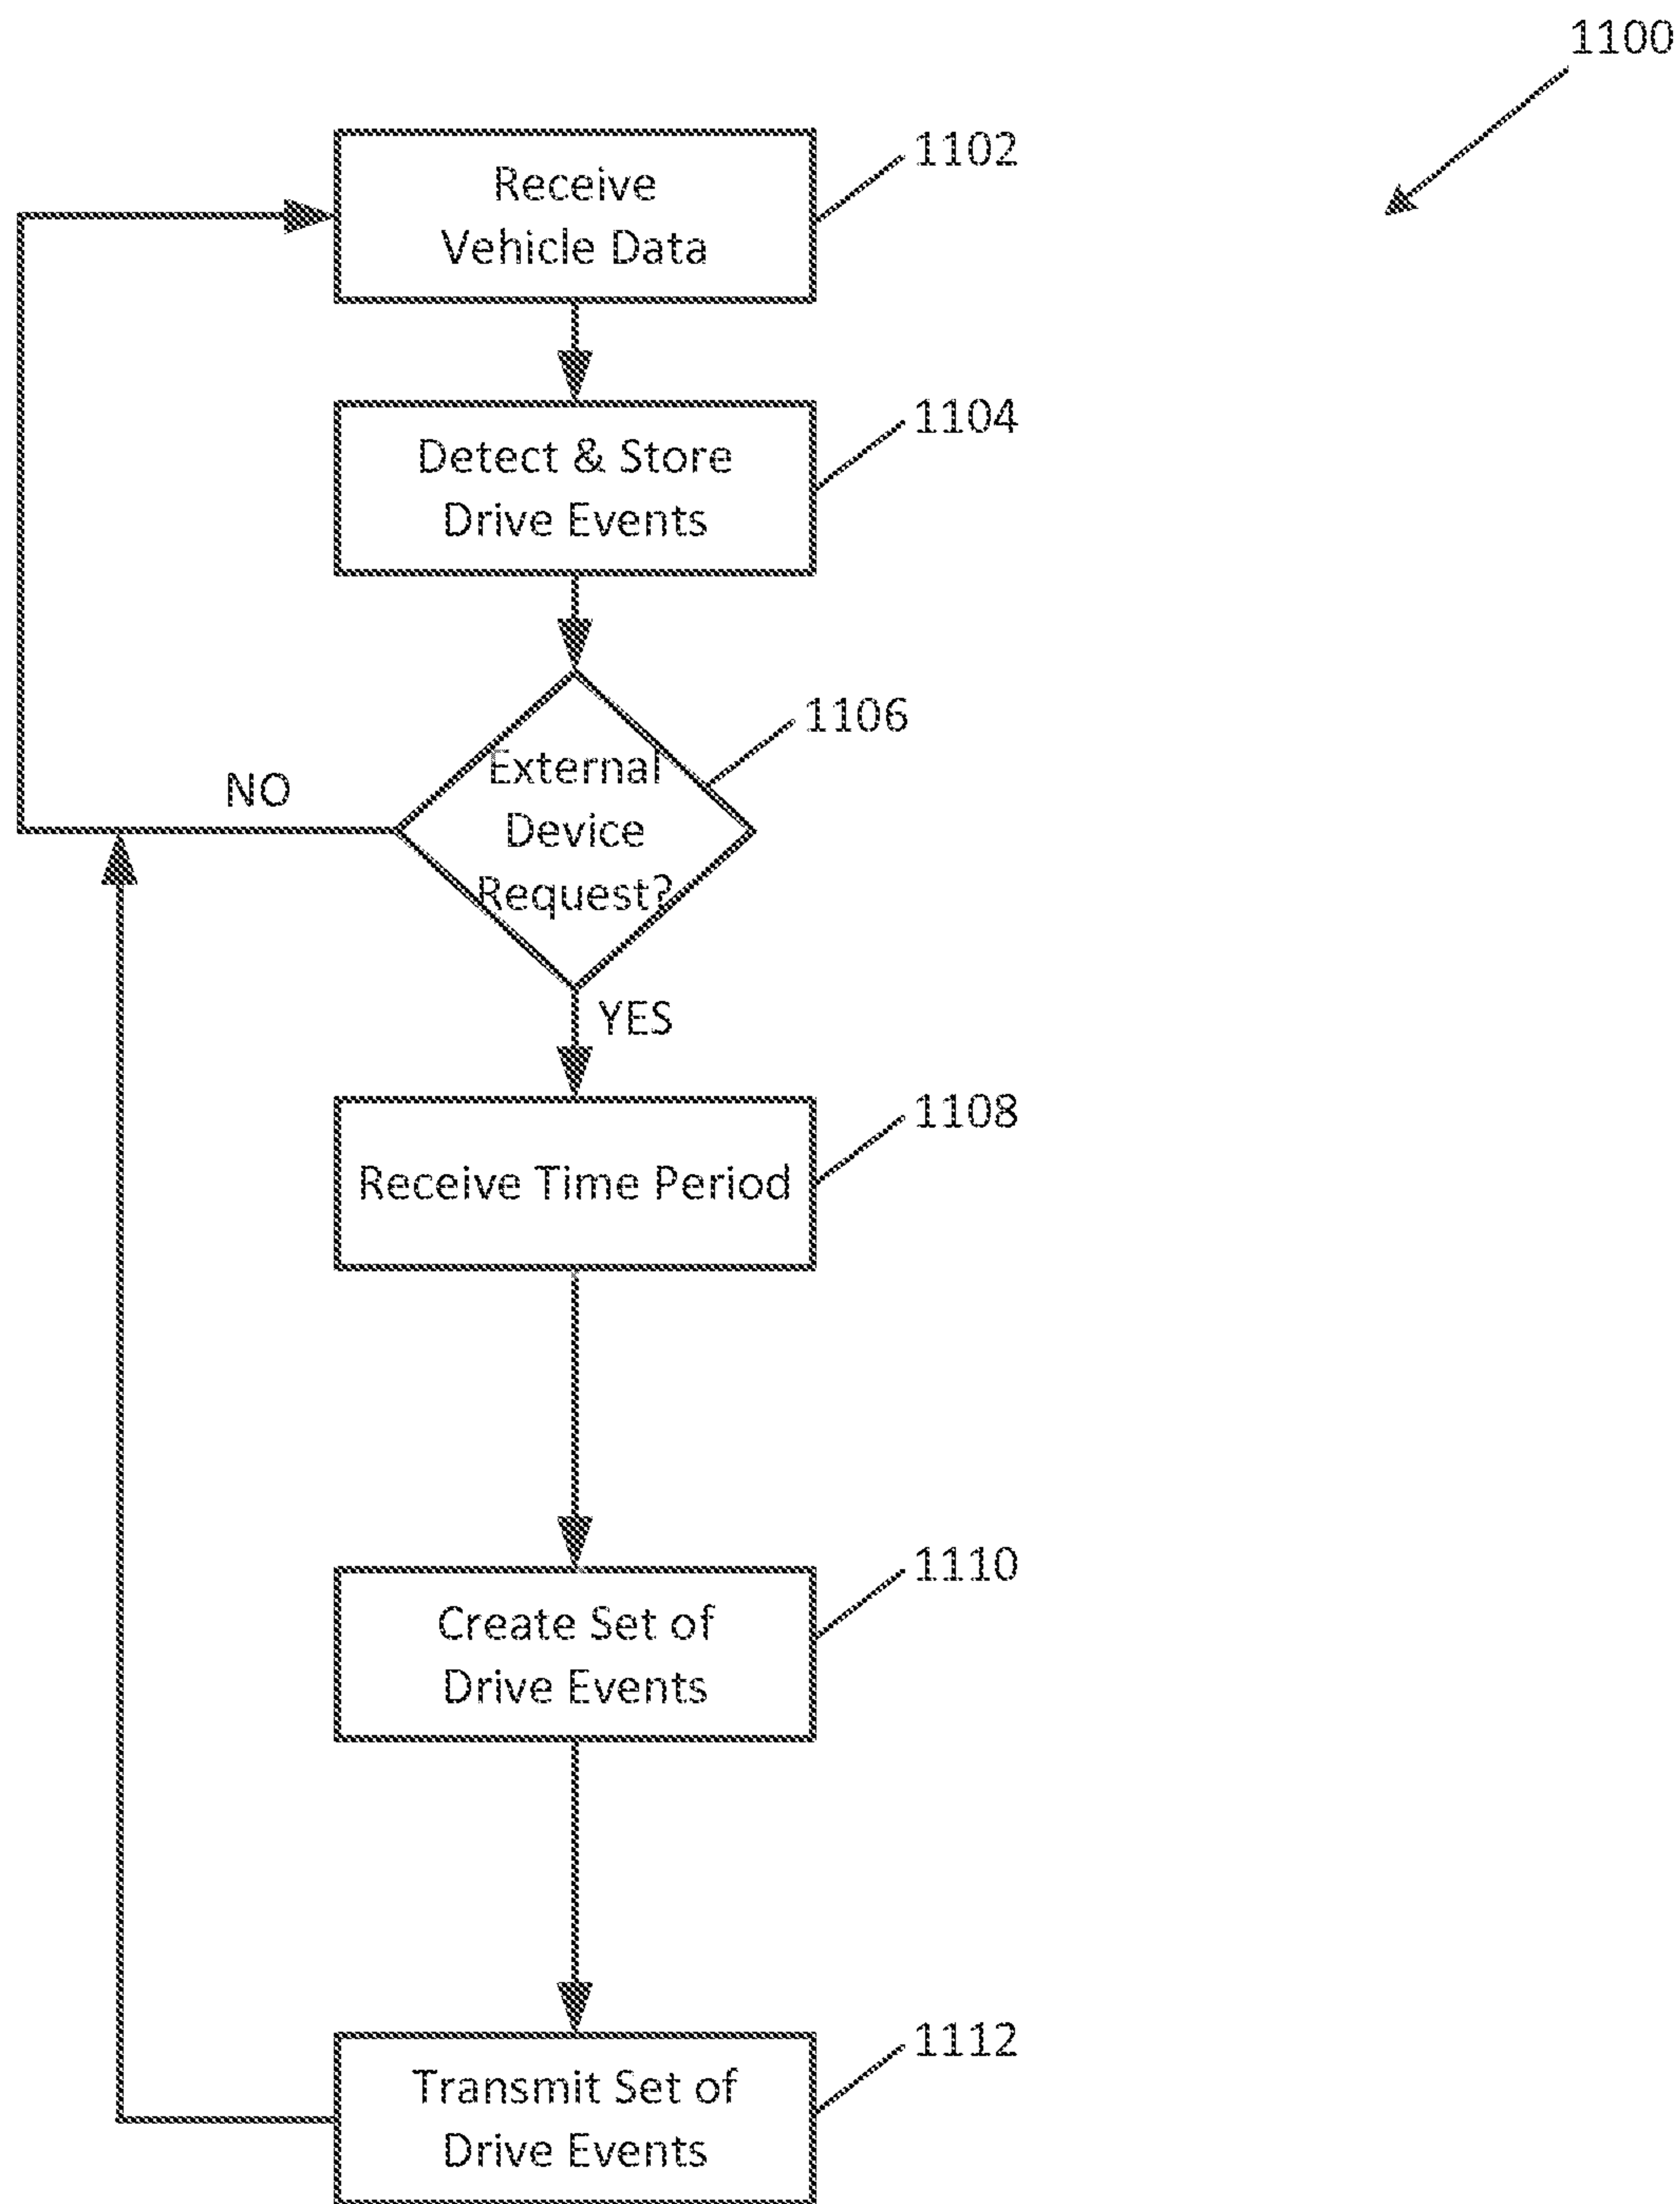 1100
Receive
Vehicle Data
1102
Detect & Store
Drive Events
1104
External
Device
Request?
1106
NO
YES
Receive Time Period
1108
Create Set of
Drive Events
1110
Transmit Set of
Drive Events
1112